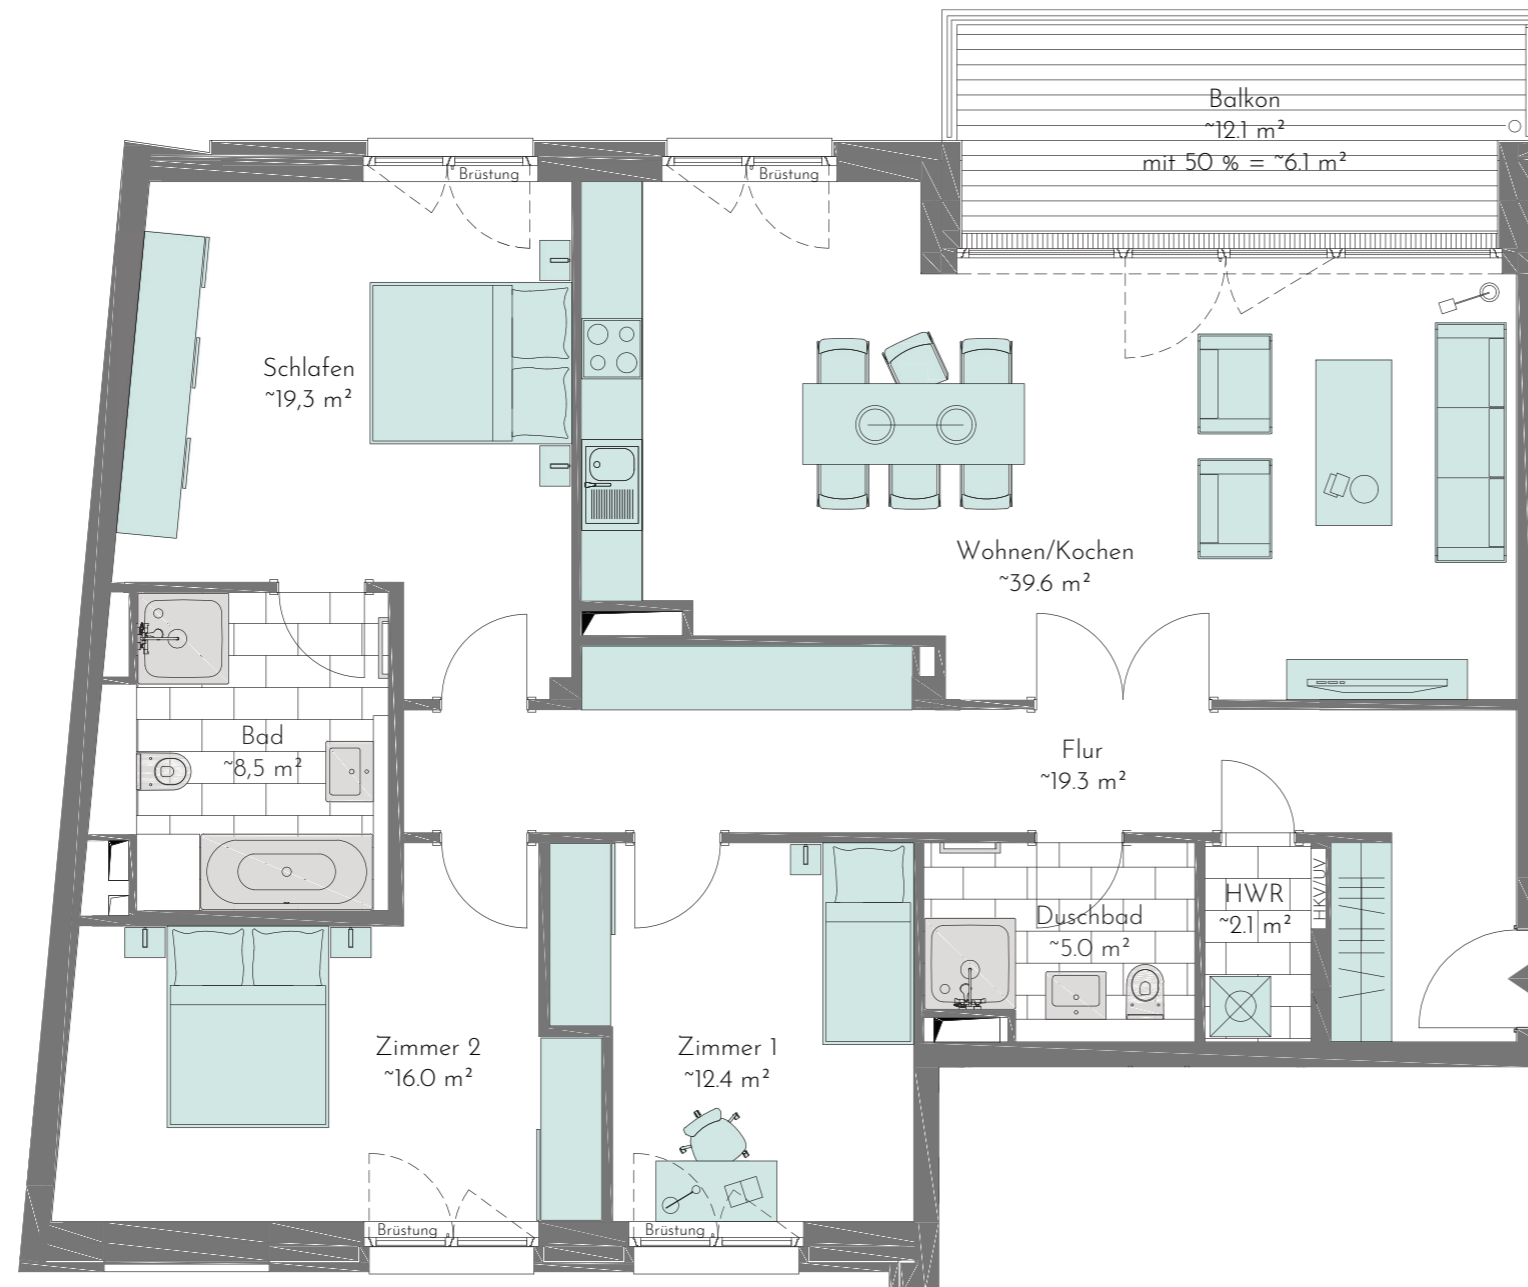 Balkon
~12.1 m²
mit 50 % = ~6.1 m²
Brüstung
Brüstung
Schlafen
~19,3 m²
Wohnen/Kochen
~39.6 m²
Bad
~8,5 m²
Flur
~19.3 m²
HWR
~2.1 m²
HKV/UV
Duschbad
~5.0 m²
Zimmer 2
~16.0 m²
Zimmer 1
~12.4 m²
Brüstung
Brüstung